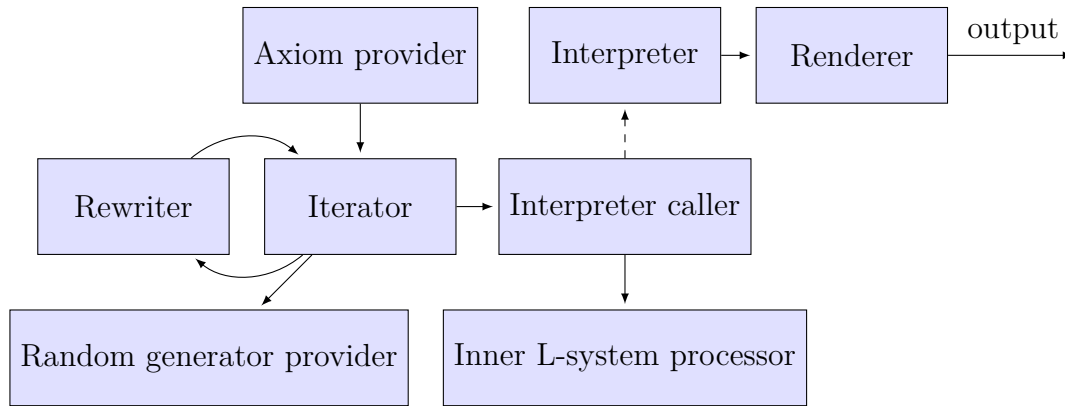 Axiom provider
Interpreter
Renderer
output
Rewriter
Iterator
Interpreter caller
Random generator provider
Inner L-system processor